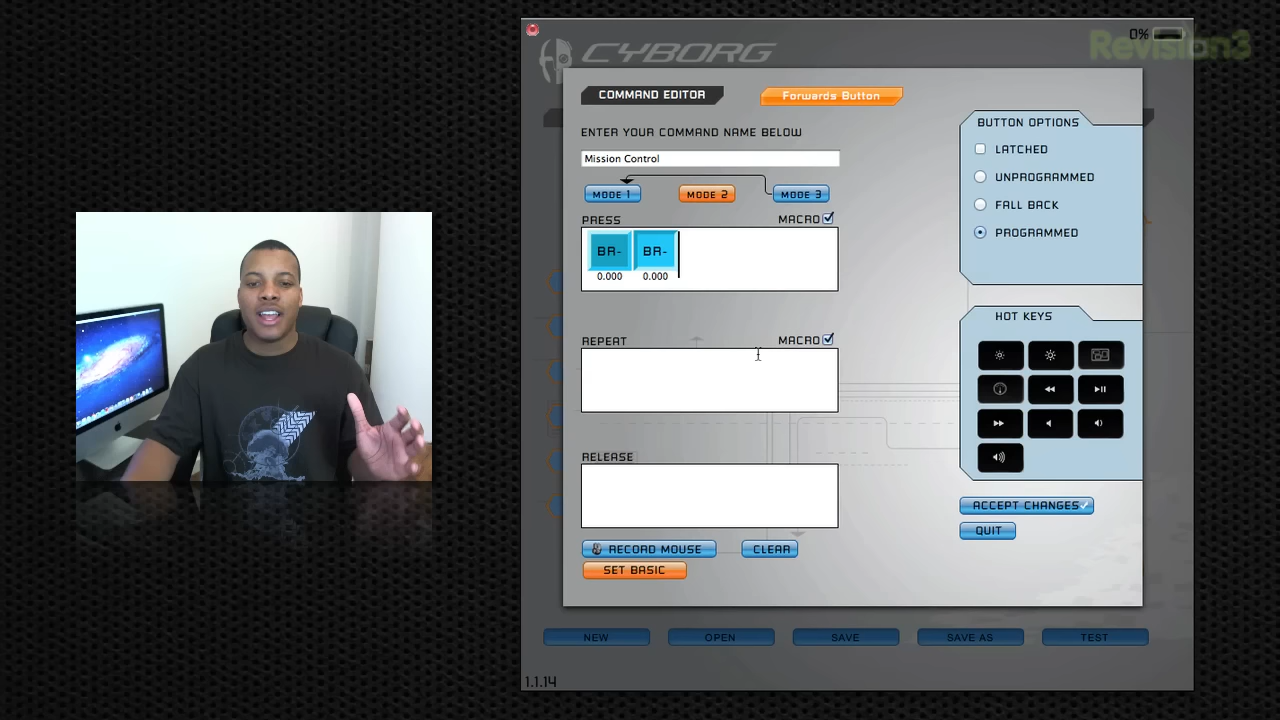 0%
Revision3
CYBORG
COMMAND EDITOR
Forwards Button
ENTER YOUR COMMAND NAME BELOW
Mission Control
MODE 1
MODE 2
MODE 3
PRESS
MACRO
BR-
BR-
0.000
0.000
REPEAT
MACRO
RELEASE
RECORD MOUSE
CLEAR
SET BASIC
BUTTON OPTIONS
LATCHED
UNPROGRAMMED
FALL BACK
PROGRAMMED
HOT KEYS
ACCEPT CHANGES
QUIT
NEW
OPEN
SAVE
SAVE AS
TEST
1.1.14